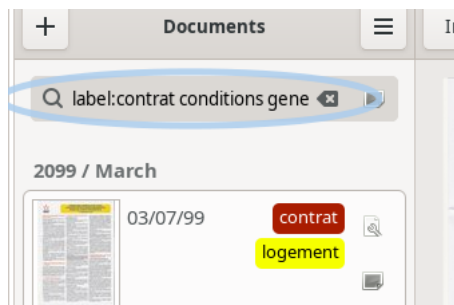 Documents
label:contrat conditions gene
2099 / March
03/07/99
contrat
logement